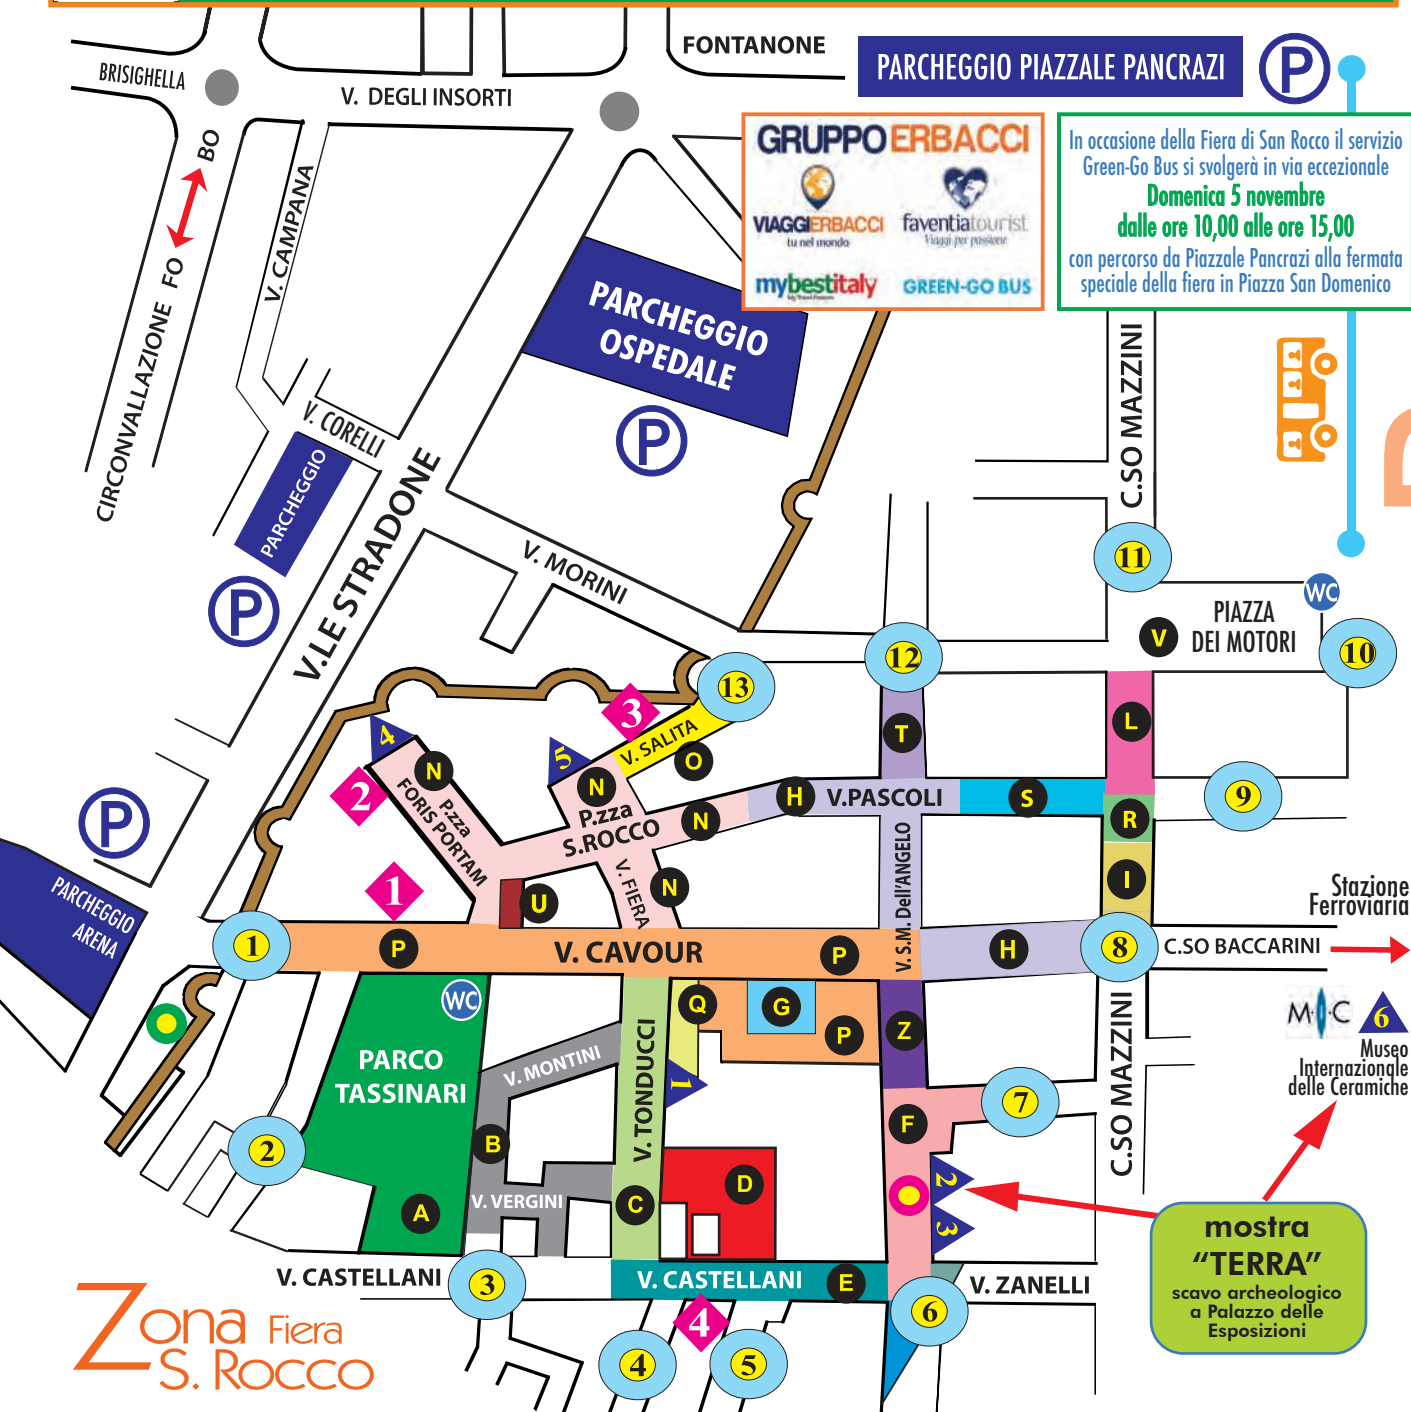 FONTANONE
PARCHEGGIO PIAZZALE PANCRAZI
P
BRISIGHELLA
V. DEGLI INSORTI
BO
FO
CIRCONVALLAZIONE
V. CAMPANA
GRUPPO ERBACCI
VIAGGIERBACCI
tu nel mondo
faventiatourist
Viaggi per passione
mybestitaly
GREEN-GO BUS
In occasione della Fiera di San Rocco il servizio
Green-Go Bus si svolgerà in via eccezionale
Domenica 5 novembre
dalle ore 10,00 alle ore 15,00
con percorso da Piazzale Pancrazi alla fermata
speciale della fiera in Piazza San Domenico
PARCHEGGIO
OSPEDALE
P
C.SO MAZZINI
V. CORELLI
PARCHEGGIO
P
V.LE STRADONE
V. MORINI
11
WC
PIAZZA
DEI MOTORI
V
10
12
13
3
V. SALITA
O
4
5
N
N
2
P.zza
FORIS PORTAM
P.zza
S.ROCCO
N
H
V.PASCOLI
S
T
L
R
I
9
P
PARCHEGGIO
ARENA
1
U
V. FIERA
N
V. S.M. Dell'ANGELO
Stazione
Ferroviaria
1
P
V. CAVOUR
P
H
8
C.SO BACCARINI
WC
PARCO
TASSINARI
V. MONTINI
V. TONDUCCI
Q
G
P
Z
1
C.SO MAZZINI
M·I·C
6
Museo
Internazionale
delle Ceramiche
7
F
2
B
V. VERGINI
A
C
D
2
3
mostra
“TERRA”
scavo archeologico
a Palazzo delle
Esposizioni
V. CASTELLANI
3
V. CASTELLANI
E
V. ZANELLI
6
4
4
5
Zona Fiera
S. Rocco